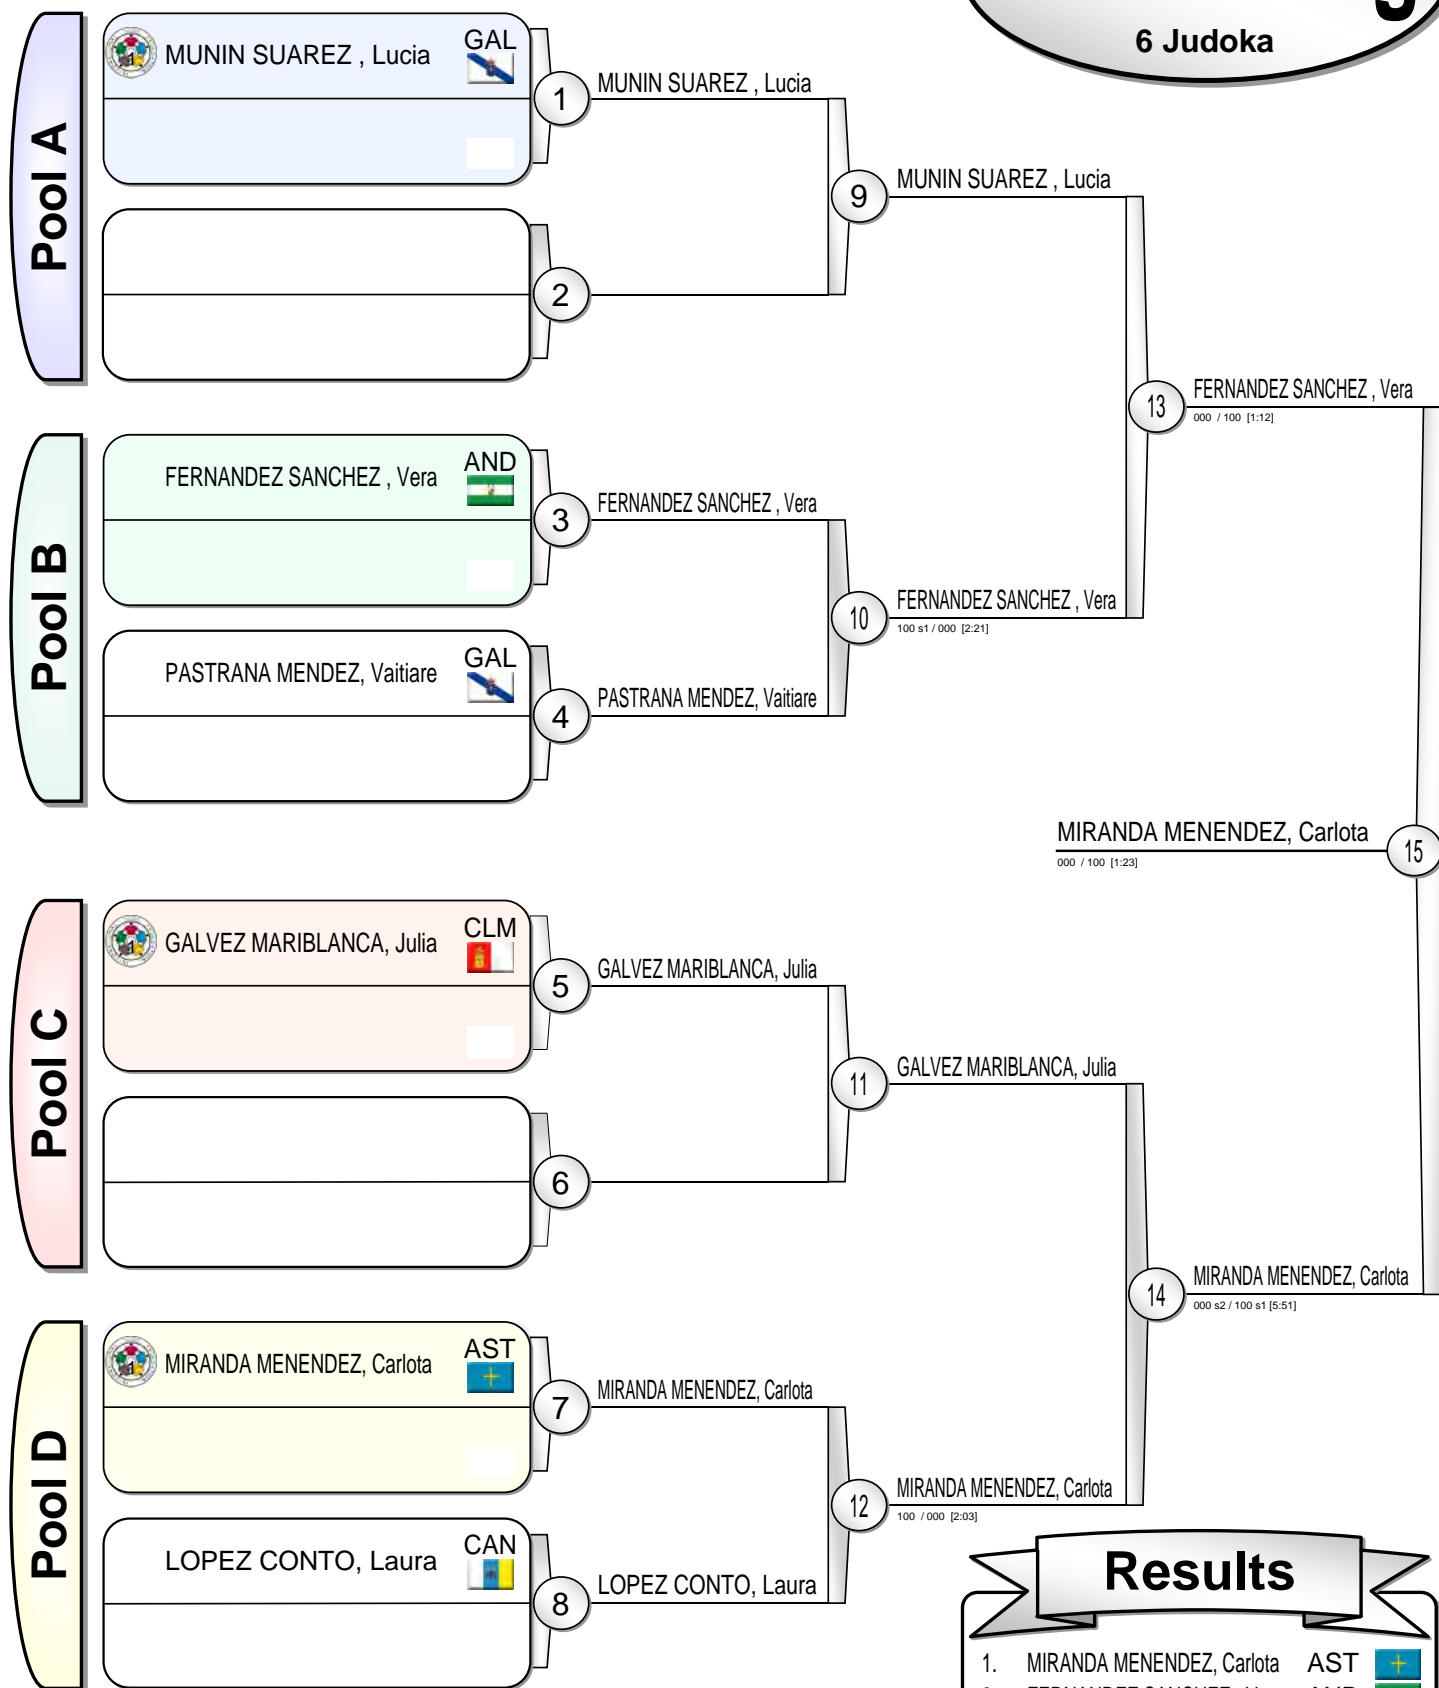 6 Judoka
Pool A
MUNIN SUAREZ , Lucia GAL
1
MUNIN SUAREZ , Lucia
2
9
MUNIN SUAREZ , Lucia
Pool B
FERNANDEZ SANCHEZ , Vera AND
3
FERNANDEZ SANCHEZ , Vera
PASTRANA MENDEZ, Vaitiare GAL
4
PASTRANA MENDEZ, Vaitiare
10
FERNANDEZ SANCHEZ , Vera
100 s1 / 000 [2:21]
13
FERNANDEZ SANCHEZ , Vera
000 / 100 [1:12]
MIRANDA MENENDEZ, Carlota
000 / 100 [1:23]
15
Pool C
GALVEZ MARIBLANCA, Julia CLM
5
GALVEZ MARIBLANCA, Julia
6
11
GALVEZ MARIBLANCA, Julia
Pool D
MIRANDA MENENDEZ, Carlota AST
7
MIRANDA MENENDEZ, Carlota
LOPEZ CONTO, Laura CAN
8
LOPEZ CONTO, Laura
12
MIRANDA MENENDEZ, Carlota
100 / 000 [2:03]
14
MIRANDA MENENDEZ, Carlota
000 s2 / 100 s1 [5:51]
Results
1. MIRANDA MENENDEZ, Carlota AST